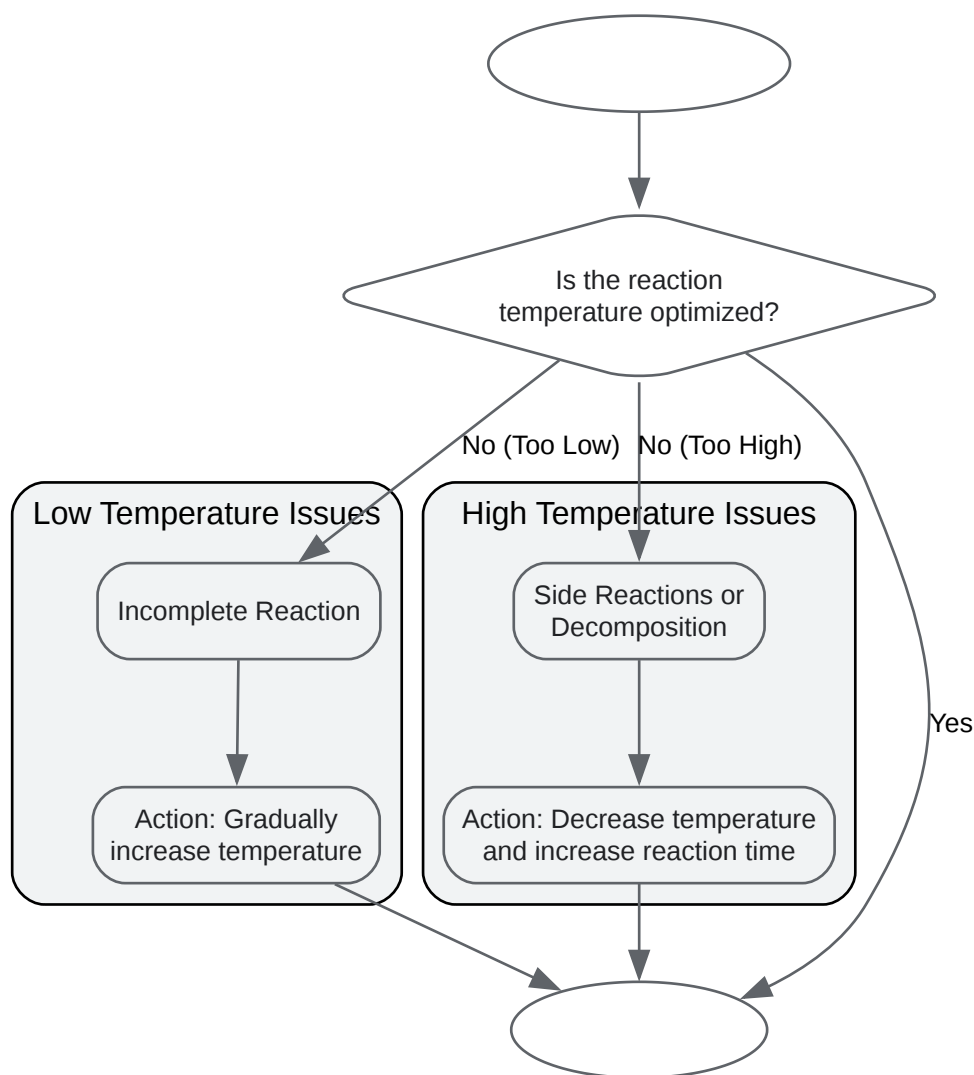 Is the reaction
temperature optimized?
No (Too Low)
No (Too High)
Low Temperature Issues
High Temperature Issues
Incomplete Reaction
Side Reactions or
Decomposition
Yes
Action: Gradually
increase temperature
Action: Decrease temperature
and increase reaction time